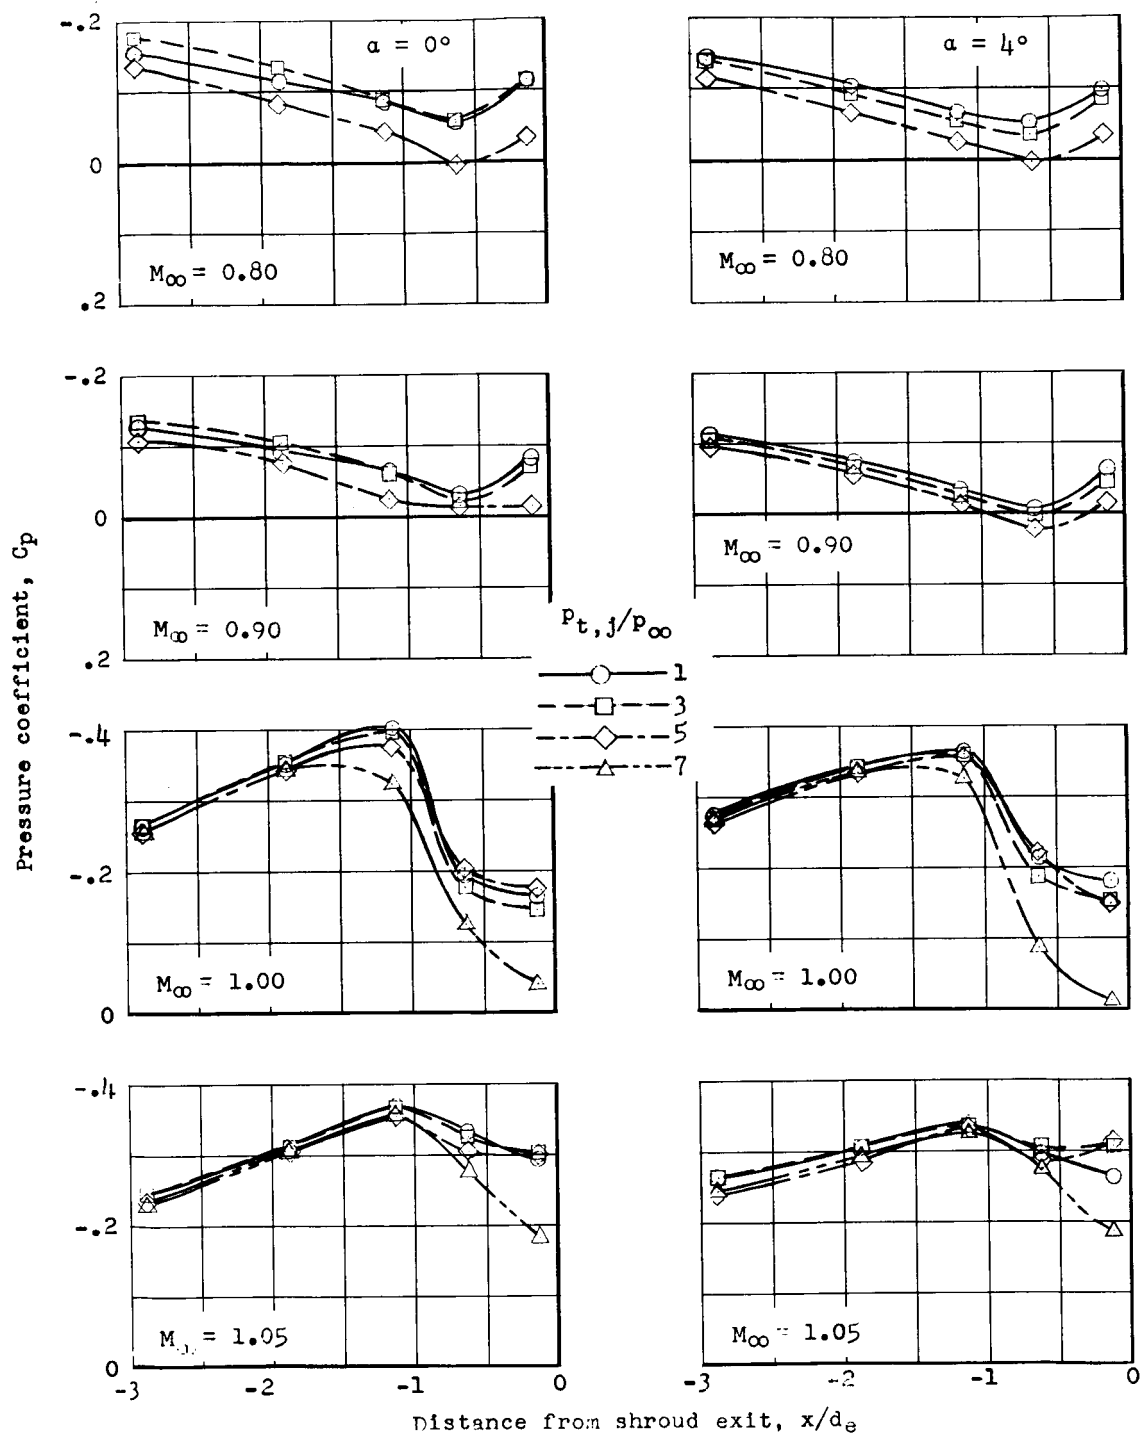 -.2
α = 0°
α = 4°
0
M∞ = 0.80
M∞ = 0.80
.2
-.2
0
M∞ = 0.90
M∞ = 0.90
.2
Pressure coefficient, Cp
pt,j/p∞
1
3
5
7
-.4
-.2
M∞ = 1.00
M∞ = 1.00
0
-.4
-.2
M∞ = 1.05
M∞ = 1.05
0
-3
-2
-1
0
-3
-2
-1
0
Distance from shroud exit, x/de